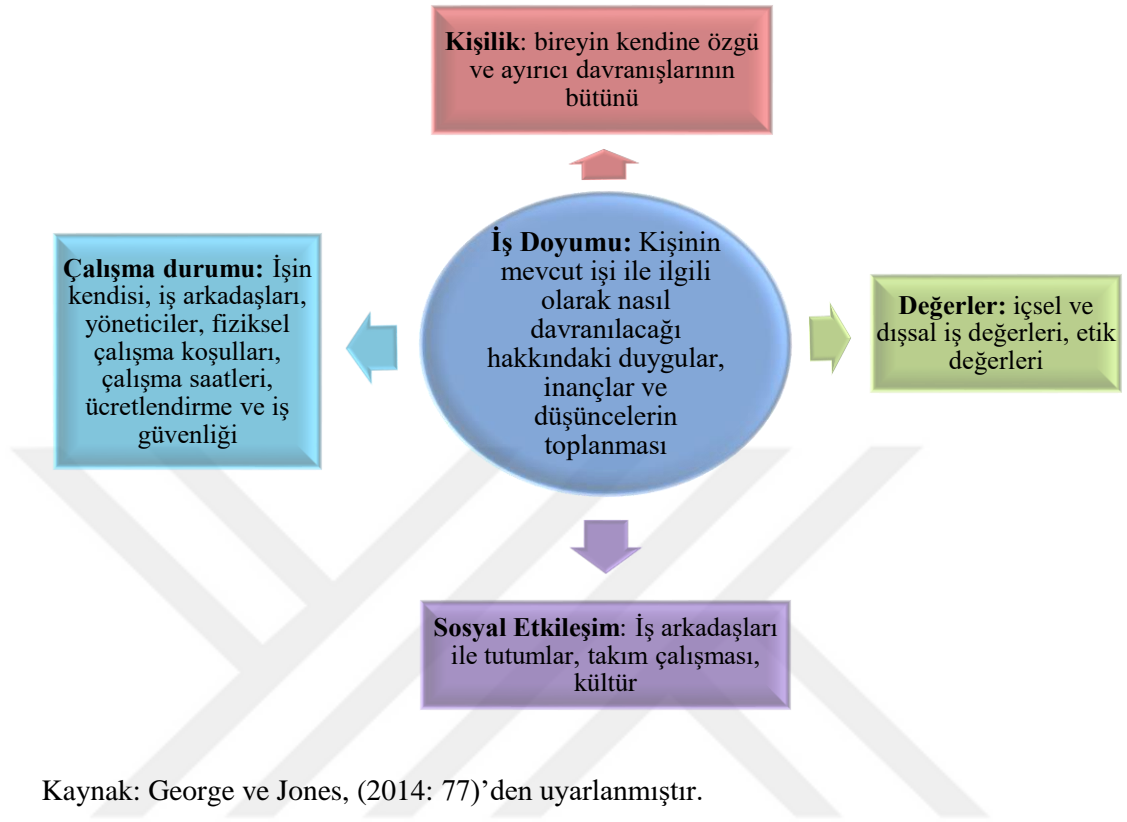 Kişilik: bireyin kendine özgü
ve ayırıcı davranışlarının
bütünü
Çalışma durumu: İşin
kendisi, iş arkadaşları,
yöneticiler, fiziksel
çalışma koşulları,
çalışma saatleri,
ücretlendirme ve iş
güvenliği
İş Doyumu: Kişinin
mevcut işi ile ilgili
olarak nasıl
davranılacağı
hakkındaki duygular,
inançlar ve
düşüncelerin
toplanması
Değerler: içsel ve
dışsal iş değerleri, etik
değerleri
Sosyal Etkileşim: İş arkadaşları
ile tutumlar, takım çalışması,
kültür
Kaynak: George ve Jones, (2014: 77)’den uyarlanmıştır.